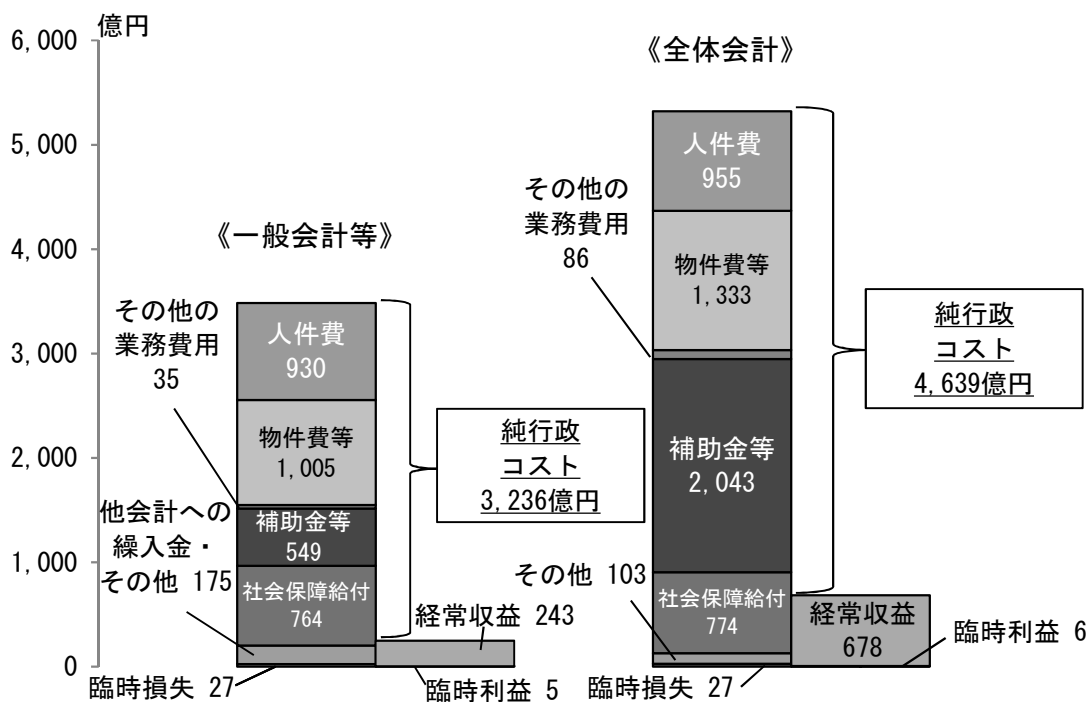 億円
6,000
5,000
4,000
3,000
2,000
1,000
0
《一般会計等》
人件費
930
物件費等
1,005
その他の
業務費用
35
補助金等
549
他会計への
繰入金・
その他 175
社会保障給付
764
臨時損失 27
経常収益 243
臨時利益 5
純行政
コスト
3,236億円
《全体会計》
人件費
955
物件費等
1,333
その他の
業務費用
86
補助金等
2,043
その他 103
社会保障給付
774
臨時損失 27
経常収益
678
臨時利益 6
純行政
コスト
4,639億円